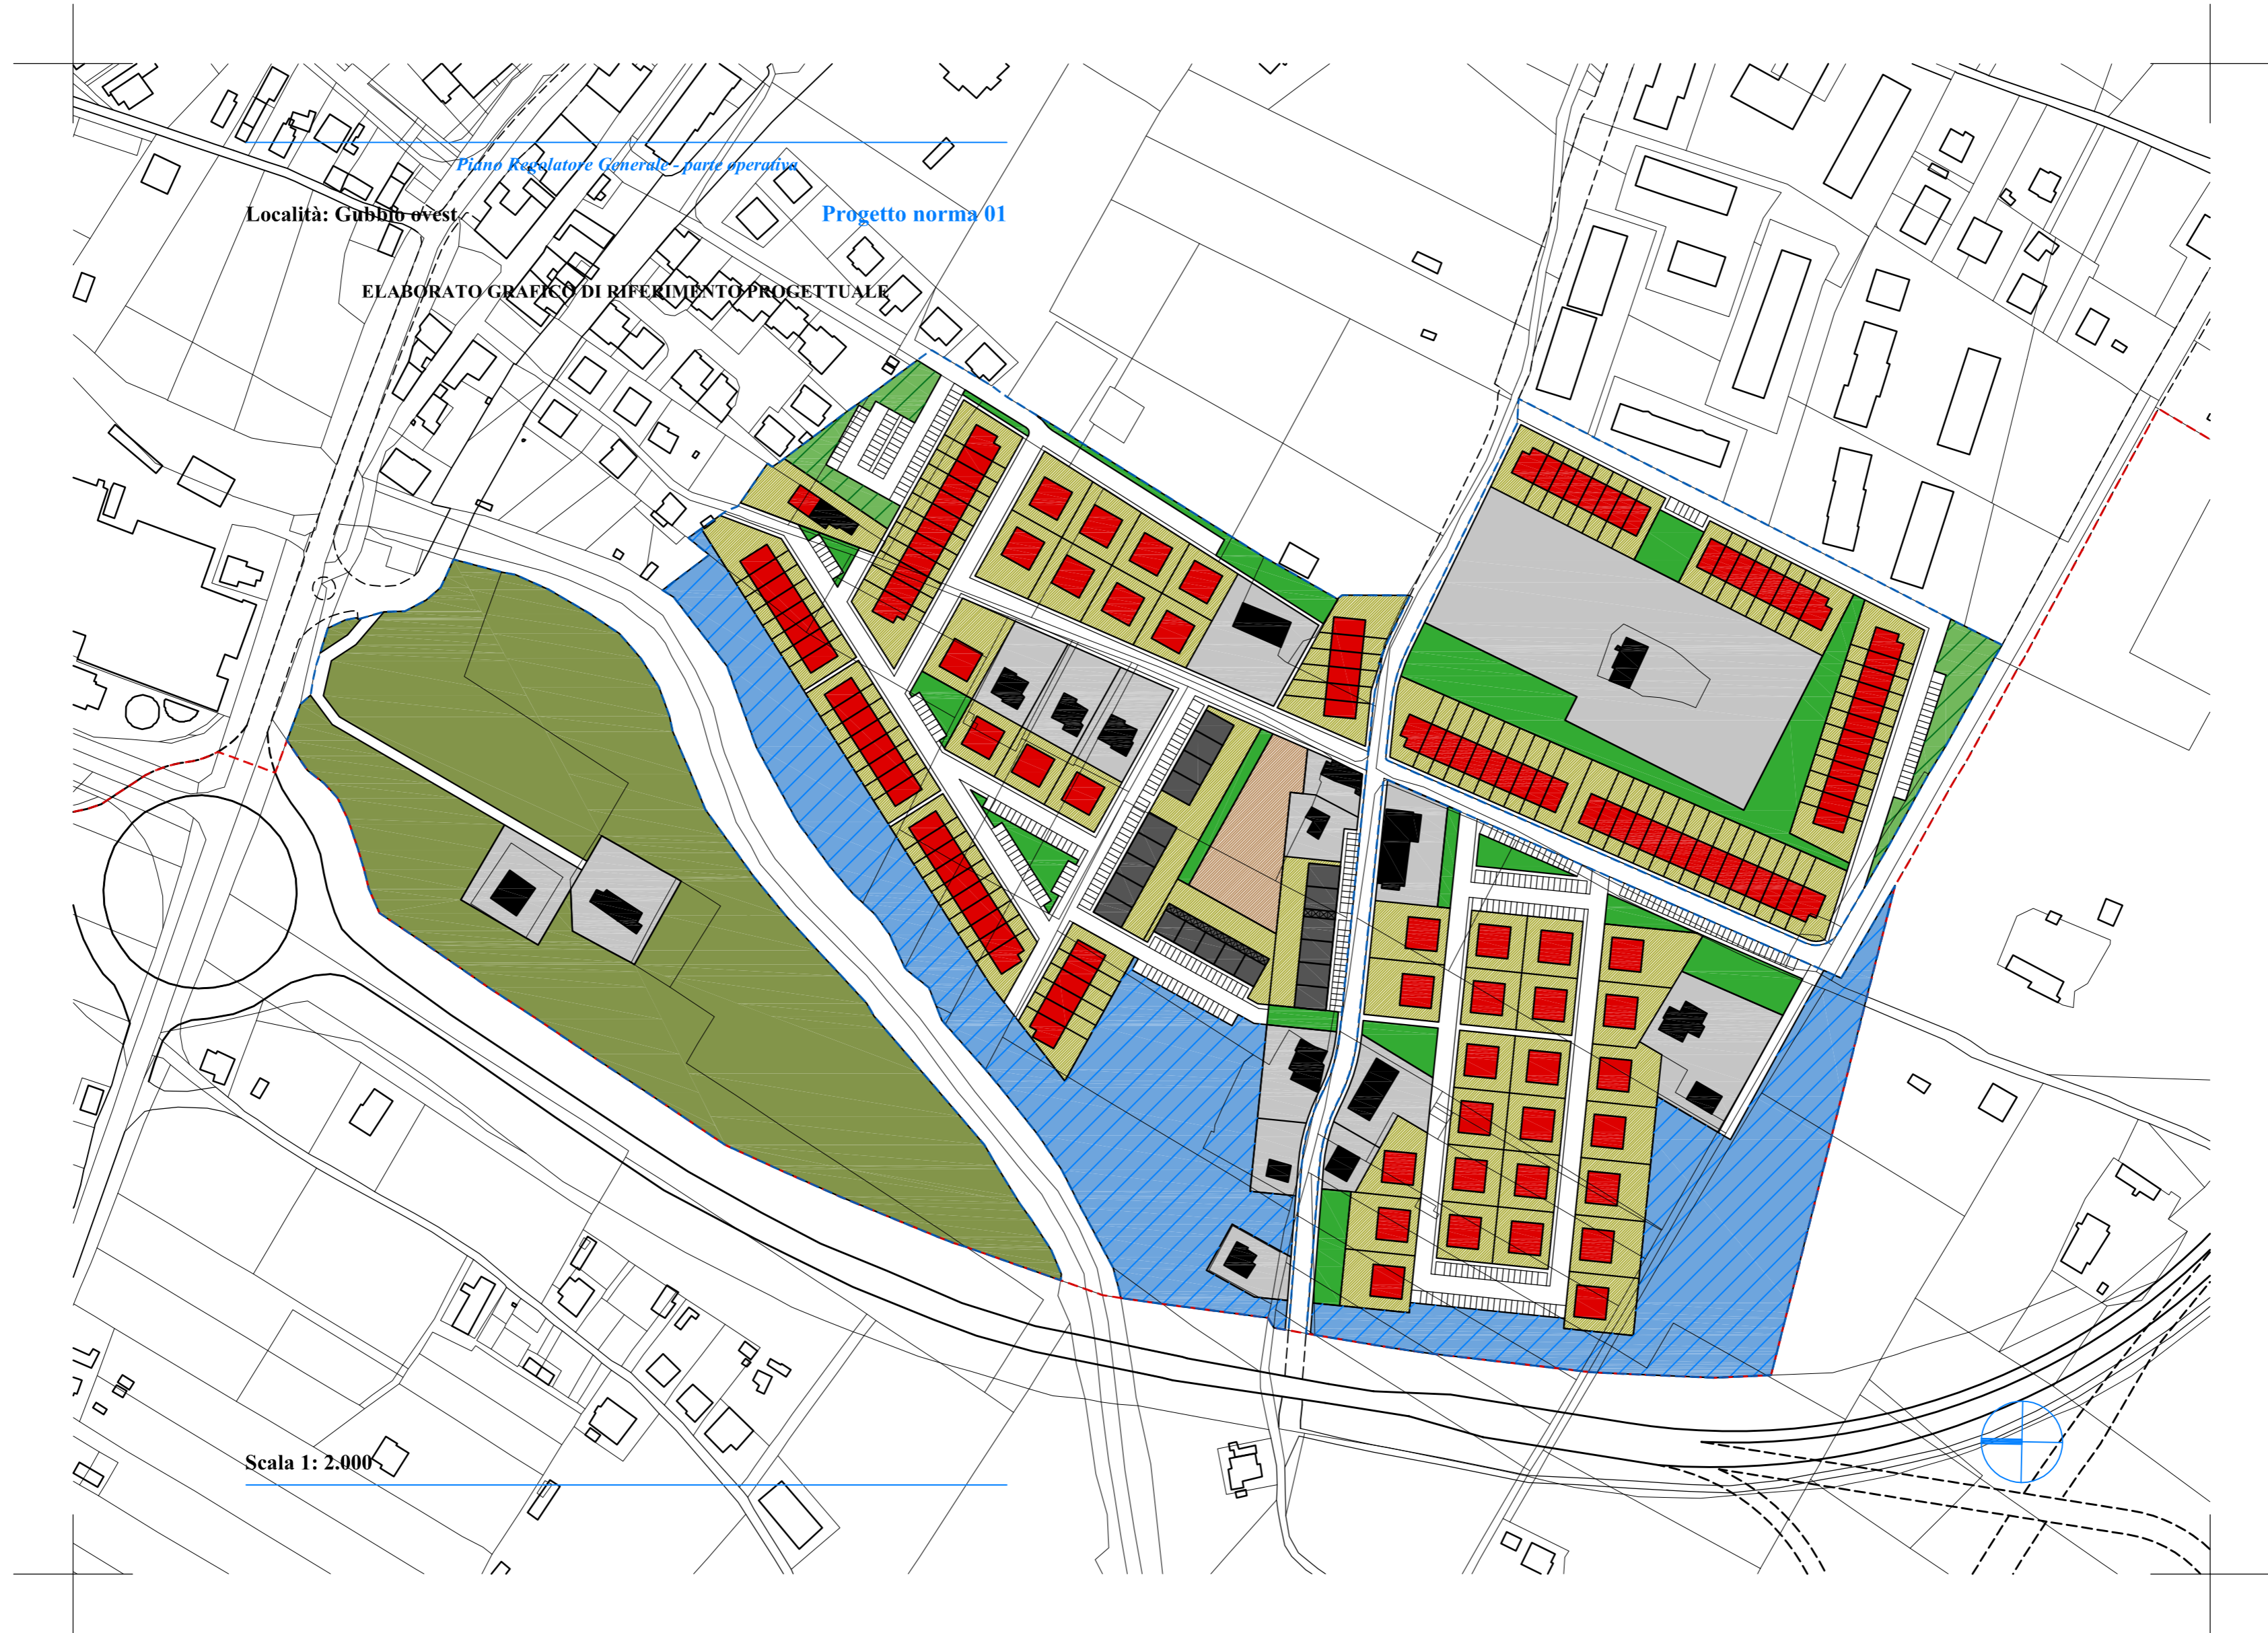 Piano Regolatore Generale - parte operativa
Località: Gubbio ovest Progetto norma 01
ELABORATO GRAFICO DI RIFERIMENTO PROGETTUALE
Scala 1: 2.000